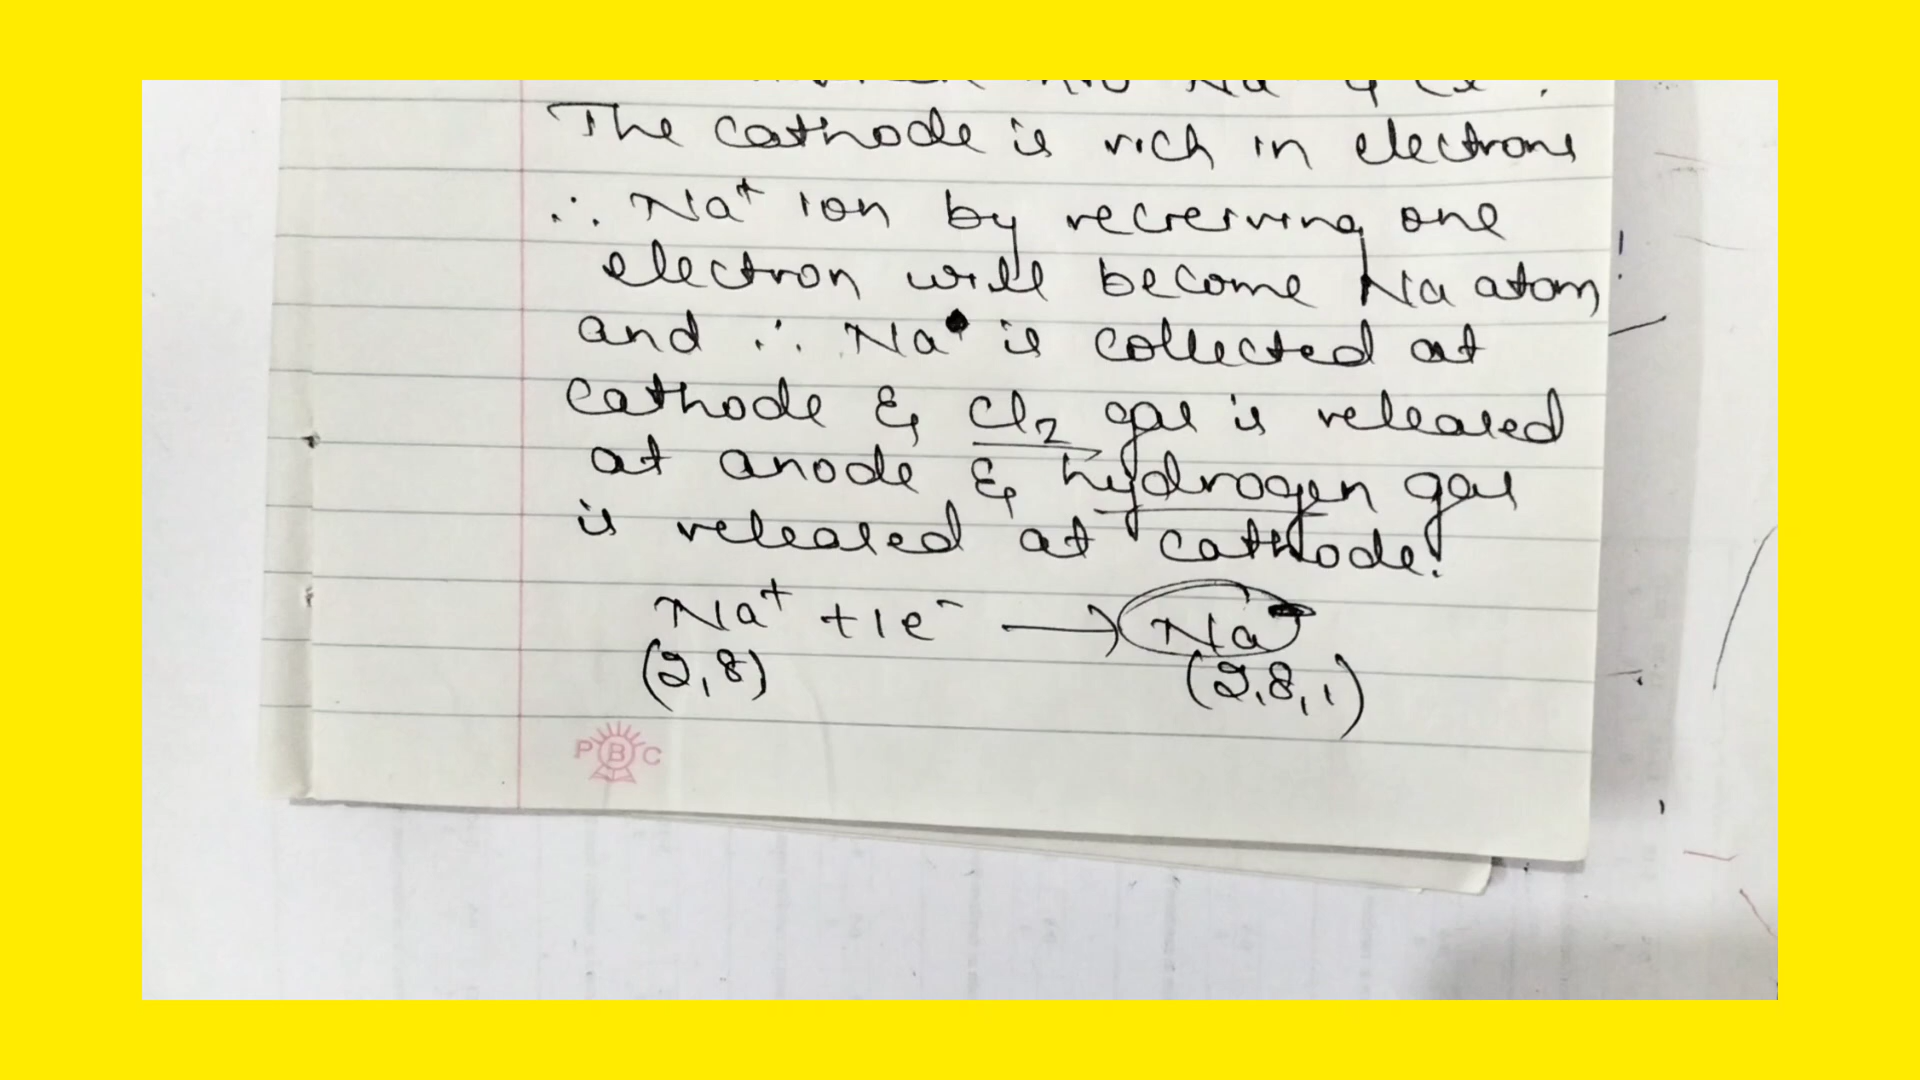 The cathode is rich in electrons
∴ Na⁺ ion by recreiving one
electron will become Na atom
and ∴ Na is collected at
cathode & Cl₂ gas is released
at anode & hydrogen gas
is released at cathode.
Na⁺ + 1e⁻ → Na
(2,8) (2,8,1)
PBC